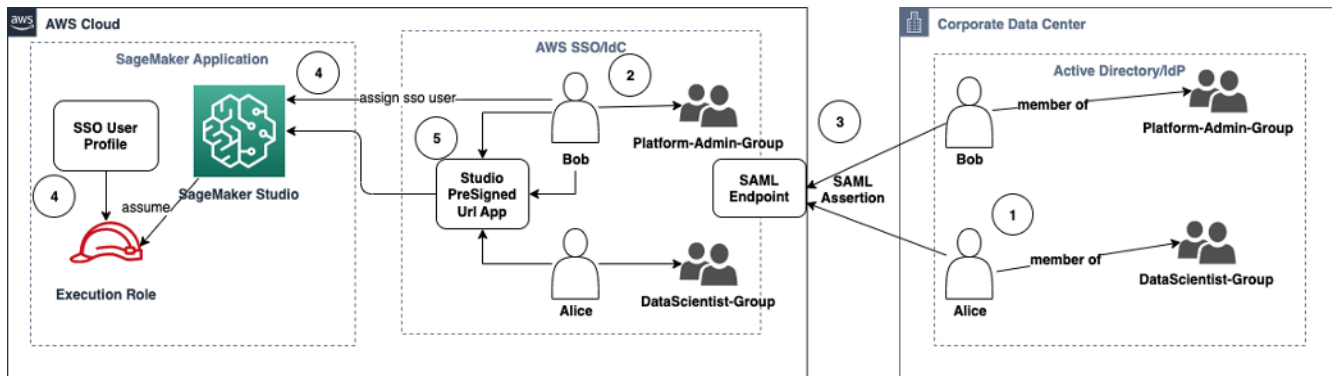 aws
AWS Cloud
SageMaker Application
SSO User
Profile
4
assume
SageMaker Studio
Execution Role
4
assign sso user
AWS SSO/IdC
2
Bob
Platform-Admin-Group
5
Studio
PreSigned
Url App
Alice
DataScientist-Group
3
SAML
Endpoint
SAML
Assertion
Corporate Data Center
Active Directory/IdP
member of
Bob
Platform-Admin-Group
1
member of
Alice
DataScientist-Group